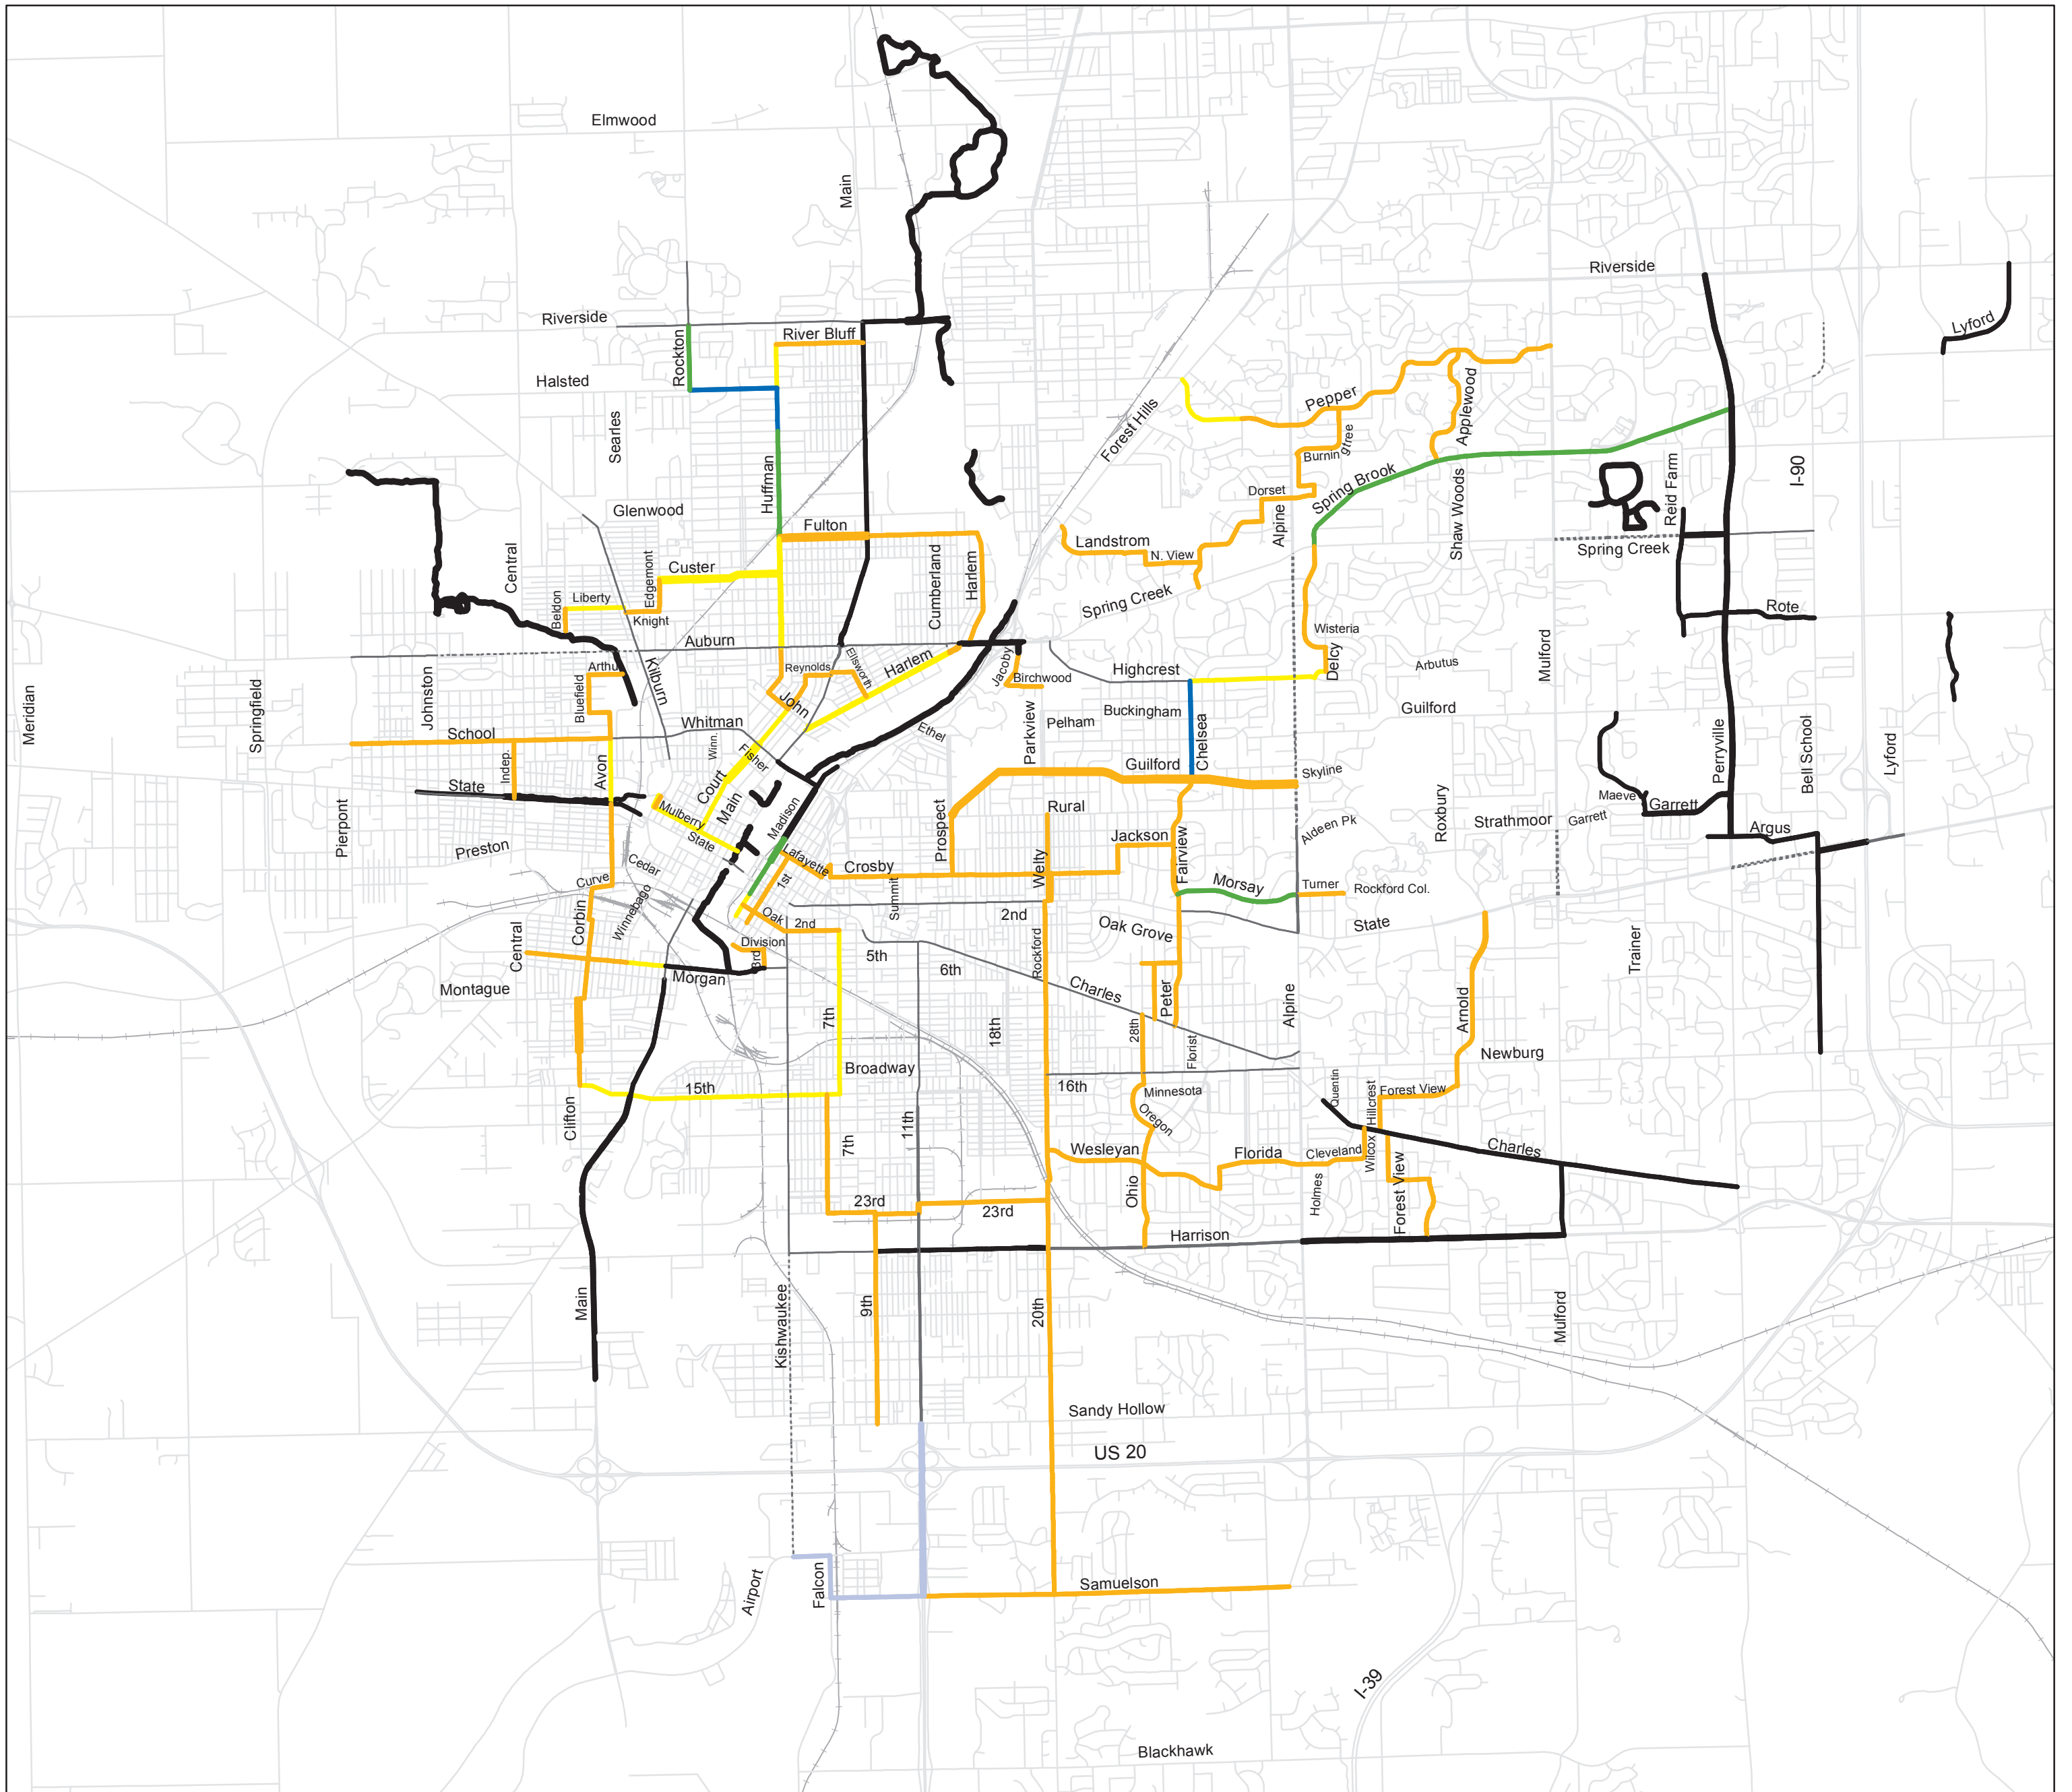 Elmwood
Main
Riverside
Riverside
Lyford
River Bluff
Rockton
Halsted
Searles
Pepper
Applewood
Forest Hills
Burnin
gtree
Spring Brook
Huffman
Dorset
Alpine
Shaw Woods
Reid Farm
I-90
Glenwood
Fulton
Landstrom
N. View
Spring Creek
Central
Edgemont
Custer
Cumberland
Harlem
Spring Creek
Beldon
Liberty
Knight
Rote
Auburn
Wisteria
Arthu
Reynolds
Ellsworth
Harlem
Jacoby
Highcrest
Delcy
Arbutus
Mulford
Meridian
Springfield
Johnston
Bluefield
Kilburn
Birchwood
John
Whitman
Ethel
Parkview
Pelham
Buckingham
Chelsea
Guilford
School
Winn.
Fisher
Perryville
Bell School
Lyford
Indep.
Avon
State
Court
Main
Guilford
Skyline
Mulberry
Madison
Maeve
Garrett
Pierpont
State
Prospect
Rural
Jackson
Aldeen Pk
Roxbury
Strathmoor
Garrett
Argus
Preston
Cedar
Lafayette
Crosby
Welty
Fairview
Curve
1st
Summit
Morsay
Turner
Rockford Col.
Winnebago
Corbin
Oak
2nd
2nd
Oak Grove
State
Central
Division
3rd
5th
6th
Rockford
Trainer
Montague
Morgan
Charles
Peter
Alpine
Arnold
7th
18th
28th
Florist
Newburg
Broadway
15th
16th
Minnesota
Quentin
Hillcrest
Forest View
Clifton
11th
Oregon
7th
Wesleyan
Florida
Cleveland
Wilcox
Charles
23rd
23rd
Ohio
Holmes
Forest View
Harrison
Main
Kishwaukee
9th
20th
Mulford
Sandy Hollow
US 20
Airport
Falcon
Samuelson
I-39
Blackhawk